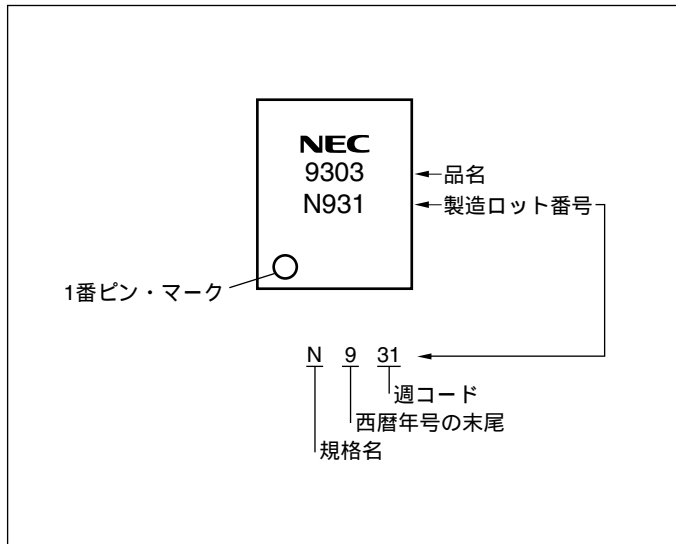 NEC
9303
N931
品名
製造ロット番号
1番ピン・マーク
N 9 31
週コード
西暦年号の末尾
規格名